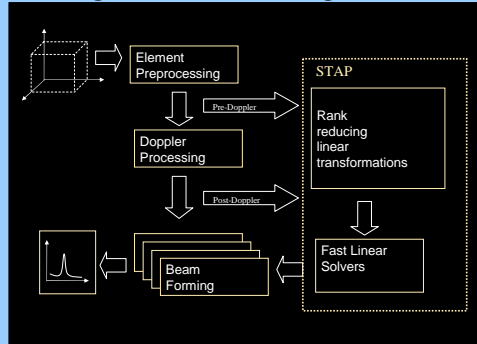 Element
Preprocessing
STAP
Pre-Doppler
Rank
reducing
linear
transformations
Doppler
Processing
Post-Doppler
Beam
Forming
Fast Linear
Solvers